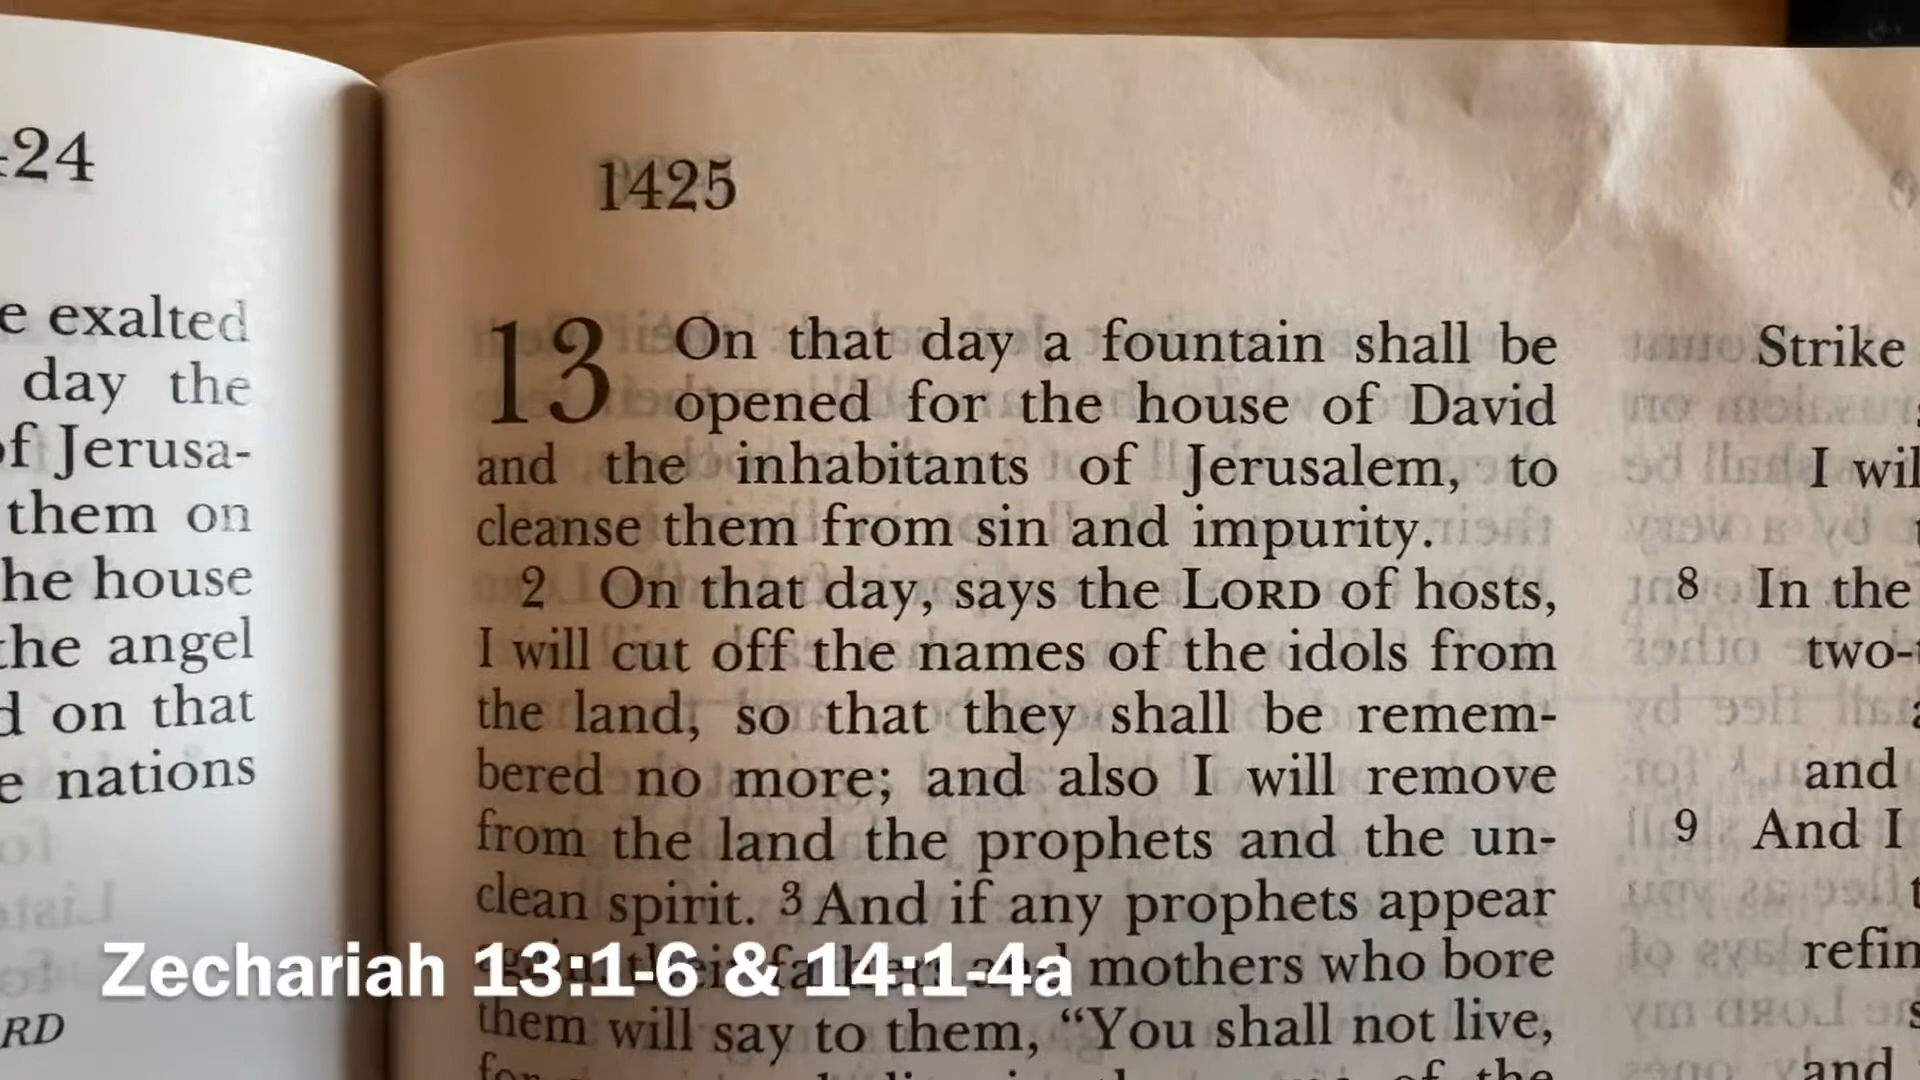 24
e exalted
day the
of Jerusa-
them on
he house
the angel
d on that
e nations
RD
1425
13 On that day a fountain shall be
opened for the house of David
and the inhabitants of Jerusalem, to
cleanse them from sin and impurity.
2 On that day, says the LORD of hosts,
I will cut off the names of the idols from
the land, so that they shall be remem-
bered no more; and also I will remove
from the land the prophets and the un-
clean spirit. 3 And if any prophets appear
mothers who bore
them will say to them, “You shall not live,
of the
Strike
I wil
8 In the
two-
and
9 And I
refin
and
Zechariah 13:1-6 & 14:1-4a